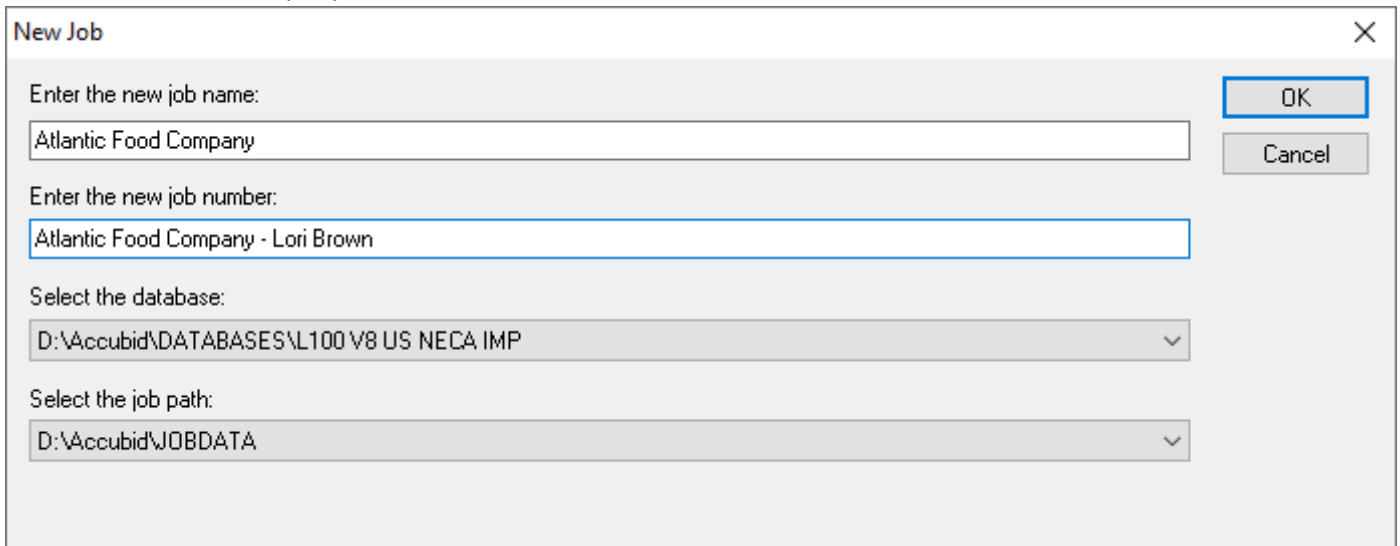 New Job
Enter the new job name:
OK
Atlantic Food Company
Cancel
Enter the new job number:
Atlantic Food Company - Lori Brown
Select the database:
D:\Accubid\DATABASES\L100 V8 US NECA IMP
Select the job path:
D:\Accubid\JOBDATA